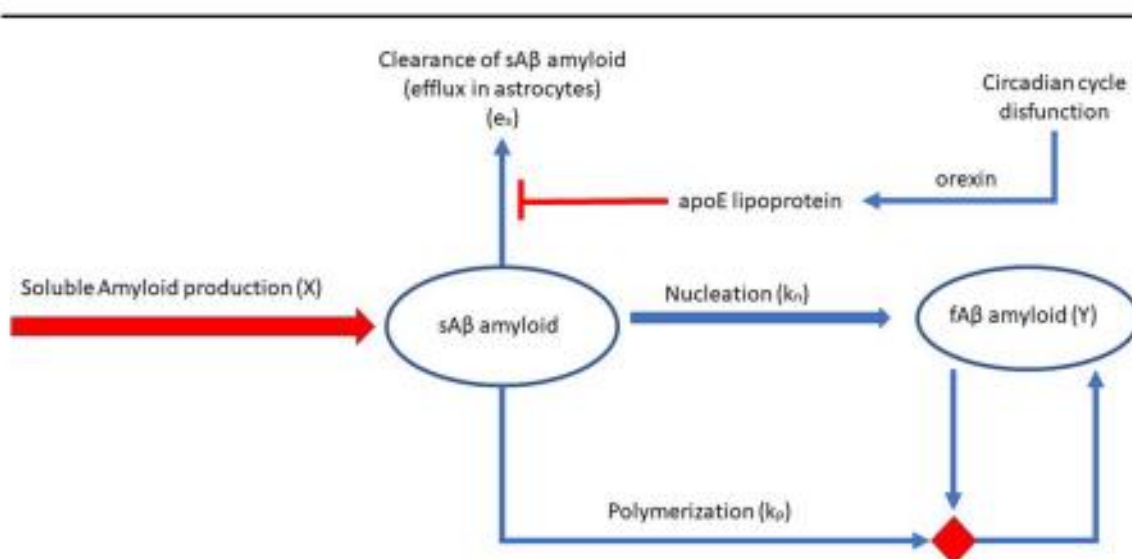 Clearance of sAβ amyloid
(efflux in astrocytes)
(eₛ)
Circadian cycle
disfunction
orexin
apoE lipoprotein
Soluble Amyloid production (X)
Nucleation (kₙ)
sAβ amyloid
fAβ amyloid (Y)
Polymerization (kₚ)